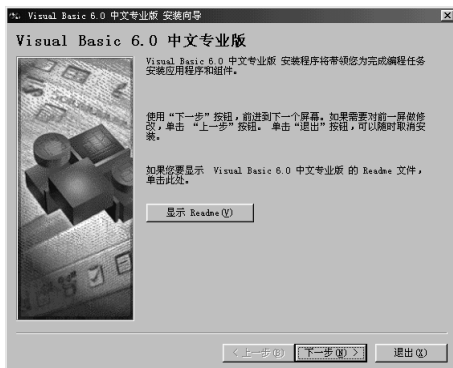 Visual Basic 6.0 中文专业版 安装向导
Visual Basic 6.0 中文专业版
Visual Basic 6.0 中文专业版 安装程序将带领您为完成编程任务
安装应用程序和组件。
使用“下一步”按钮，前进到下一个屏幕。如果需要对前一屏做修
改，单击 “上一步”按钮。 单击“退出”按钮，可以随时取消安
装。
如果您要显示 Visual Basic 6.0 中文专业版 的 Readme 文件，
单击此处。
显示 Readme(V)
< 上一步(B)
下一步(N) >
退出(X)